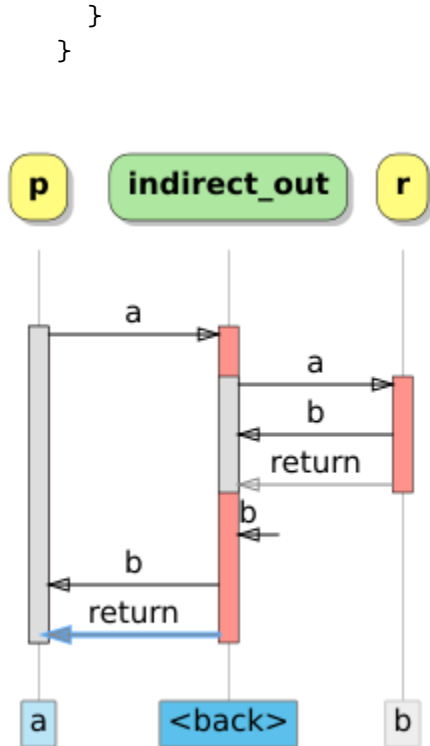 }
}
p indirect_out r
a
a
b
return
b
b
return
a <back> b